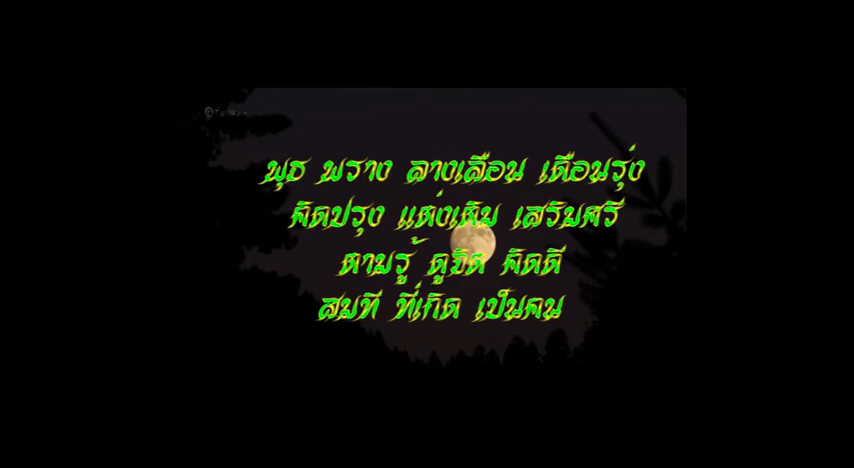 พุธ พราง ลางเลือน เดือนรุ่ง
คิดปรุง แต่งเติม เสริมศรี
ตามรู้ ดูจิต คิดดี
สมที ที่เกิด เป็นคน